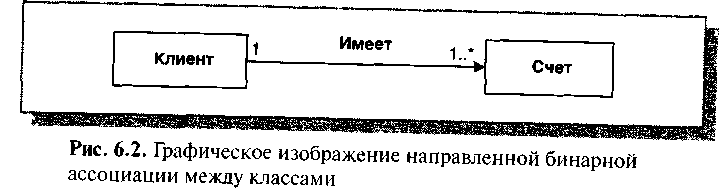 Имеет
Клиент 1 1..* Счет
Рис. 6.2. Графическое изображение направленной бинарной
ассоциации между классами